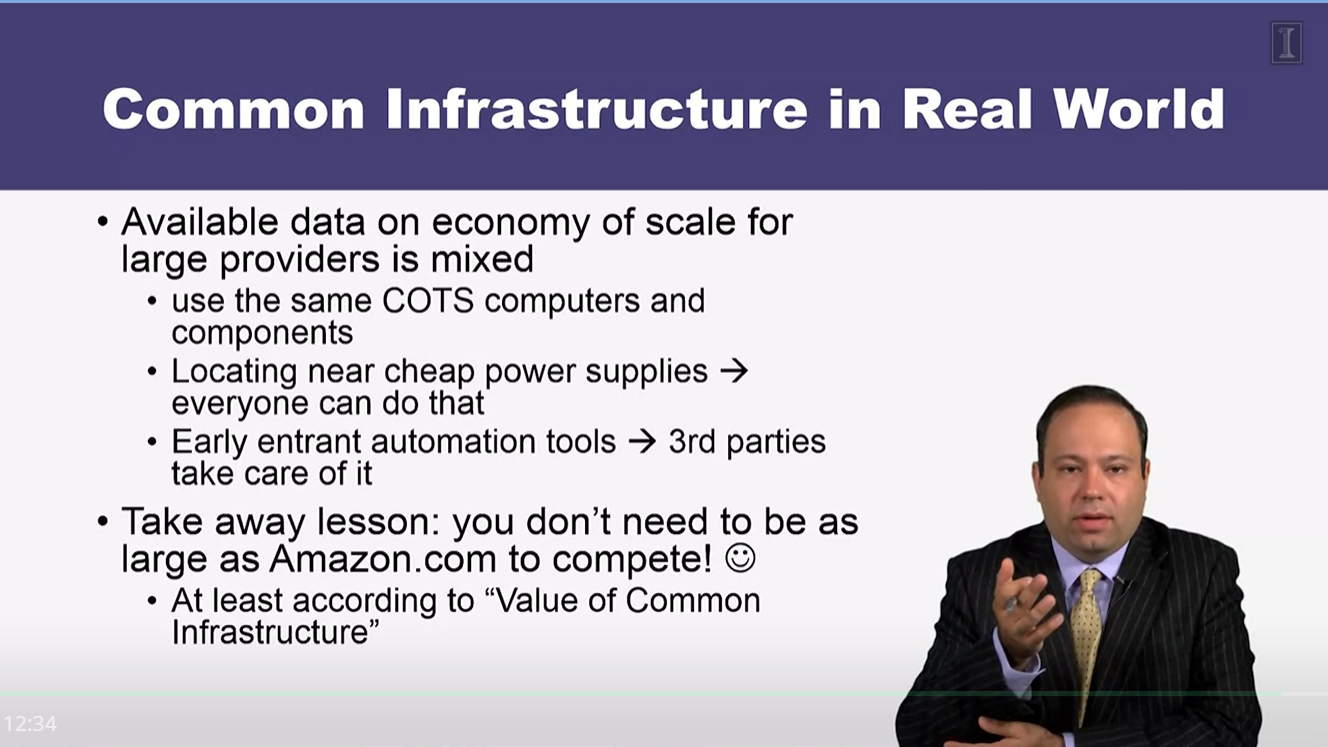 Common Infrastructure in Real World
• Available data on economy of scale for
large providers is mixed
• use the same COTS computers and
components
• Locating near cheap power supplies →
everyone can do that
• Early entrant automation tools → 3rd parties
take care of it
• Take away lesson: you don’t need to be as
large as Amazon.com to compete! ☺
• At least according to “Value of Common
Infrastructure”
12:34